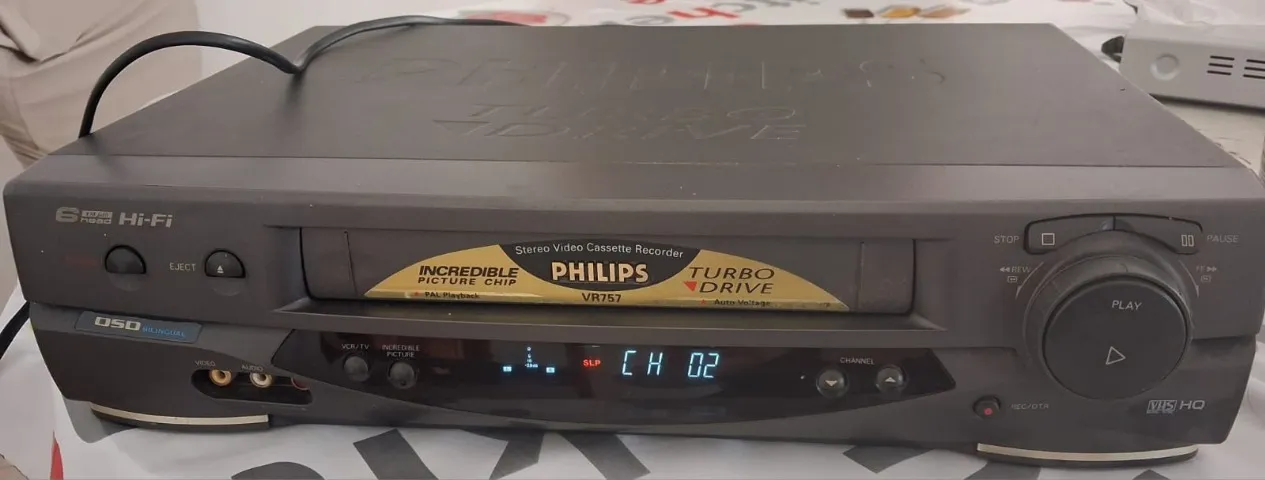 PHILIPS
TURBO
DRIVE
6 head Hi-Fi
EJECT
Stereo Video Cassette Recorder
INCREDIBLE
PICTURE CHIP
PHILIPS
TURBO
DRIVE
PAL Playback
VR757
Auto Voltage
STOP
PAUSE
REW
FF
PLAY
OSD BILINGUAL
VCR/TV
INCREDIBLE
PICTURE
VIDEO
AUDIO
SLP
CH 02
CHANNEL
REC/OTR
VHS HQ